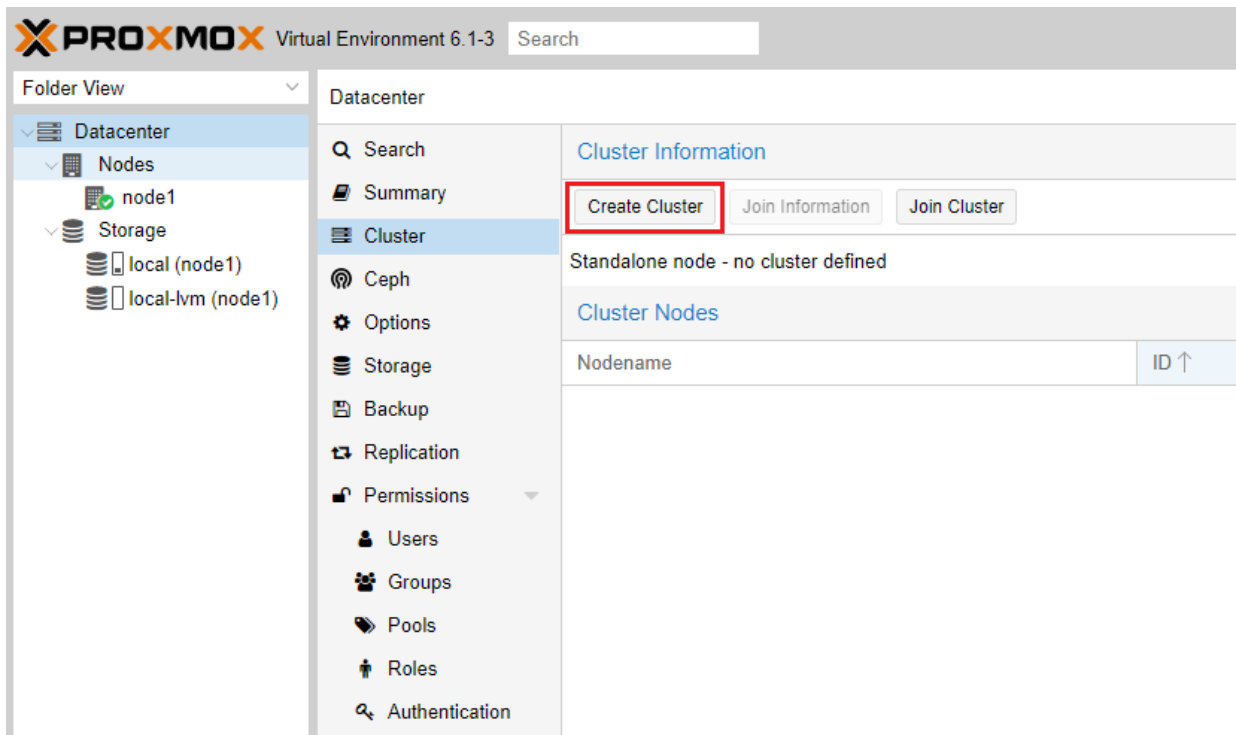 PROXMOX Virtual Environment 6.1-3 Search
Folder View
Datacenter
Nodes
node1
Storage
local (node1)
local-lvm (node1)
Datacenter
Search
Summary
Cluster
Ceph
Options
Storage
Backup
Replication
Permissions
Users
Groups
Pools
Roles
Authentication
Cluster Information
Create Cluster Join Information Join Cluster
Standalone node - no cluster defined
Cluster Nodes
Nodename ID ↑